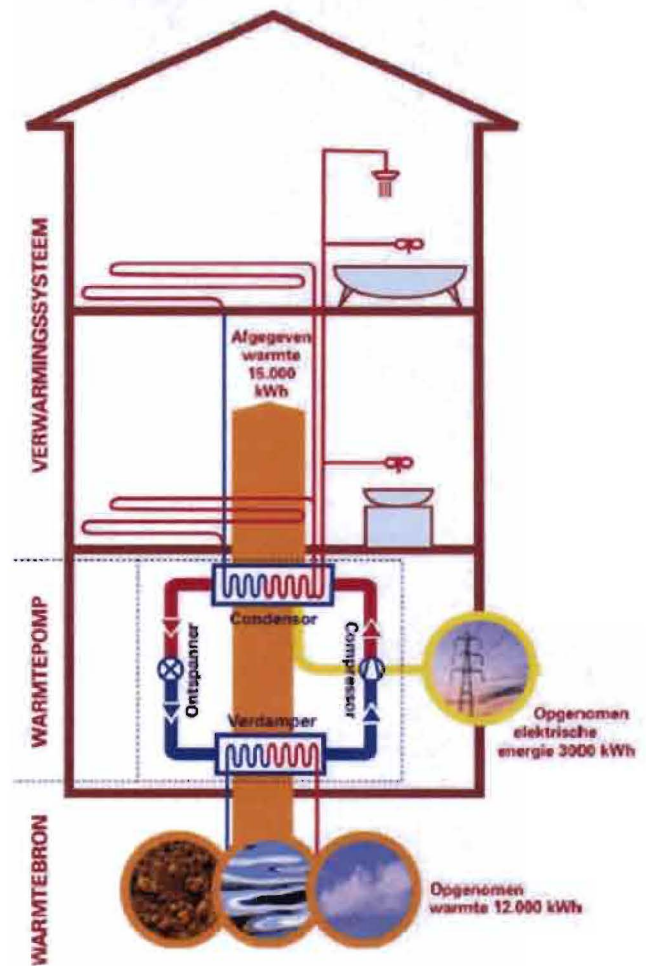 VERWARMINGSSYSTEEM
Afgegeven
warmte
15.000
kWh
WARMTEPOMP
Condensor
Ontspanner
Compressor
Verdamper
Opgenomen
elektrische
energie 3000 kWh
WARMTEBRON
Opgenomen
warmte 12.000 kWh